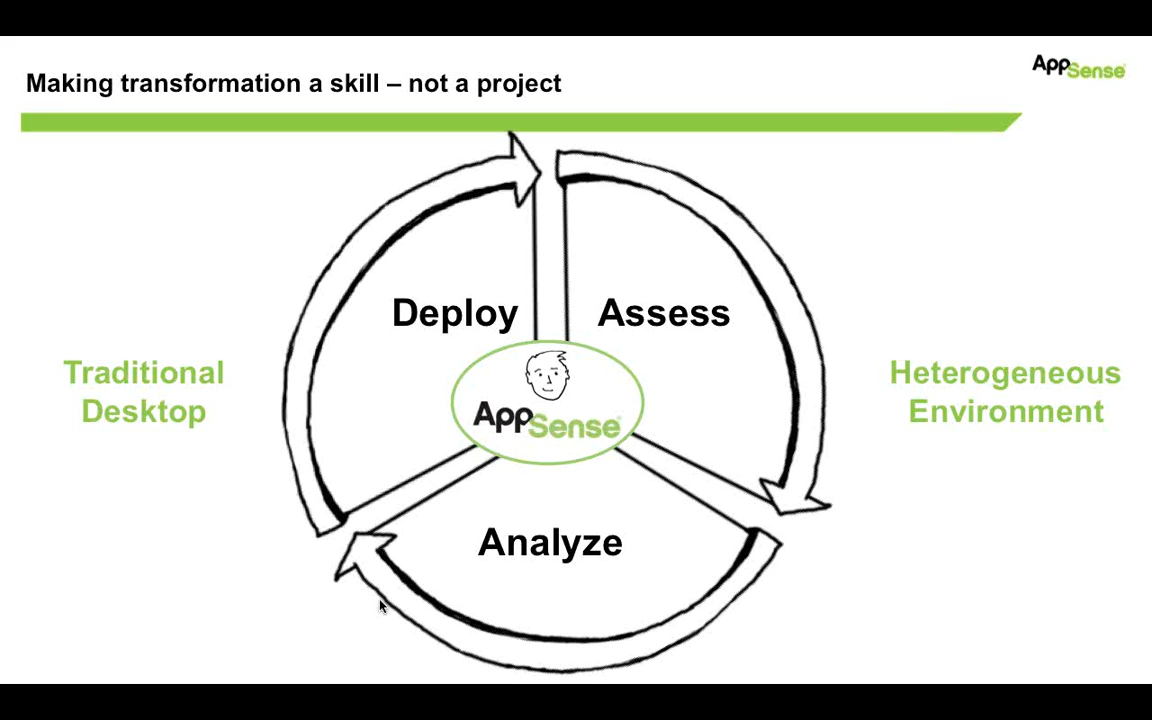 Making transformation a skill – not a project
AppSense
Deploy
Assess
Traditional
Desktop
AppSense
Heterogeneous
Environment
Analyze